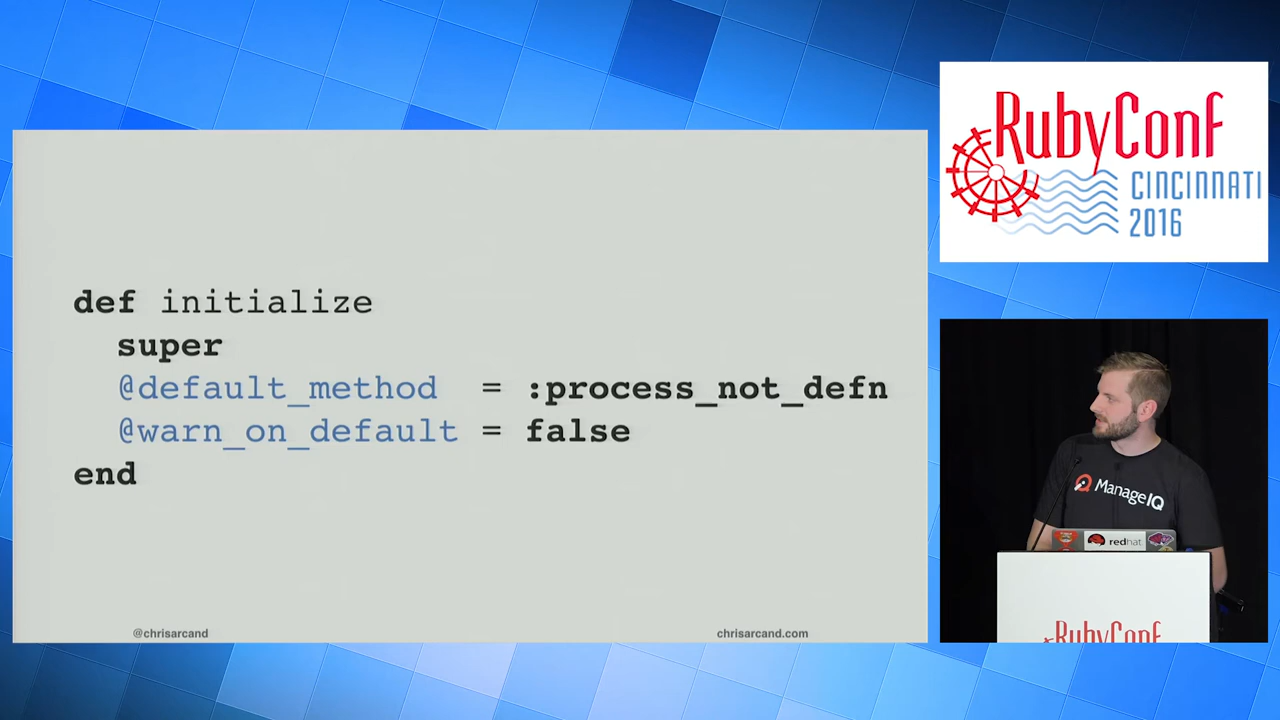 def initialize
super
@default_method = :process_not_defn
@warn_on_default = false
end
@chrisarcand
chrisarcand.com
RubyConf
CINCINNATI
2016
ManageIQ
redhat
RubyConf